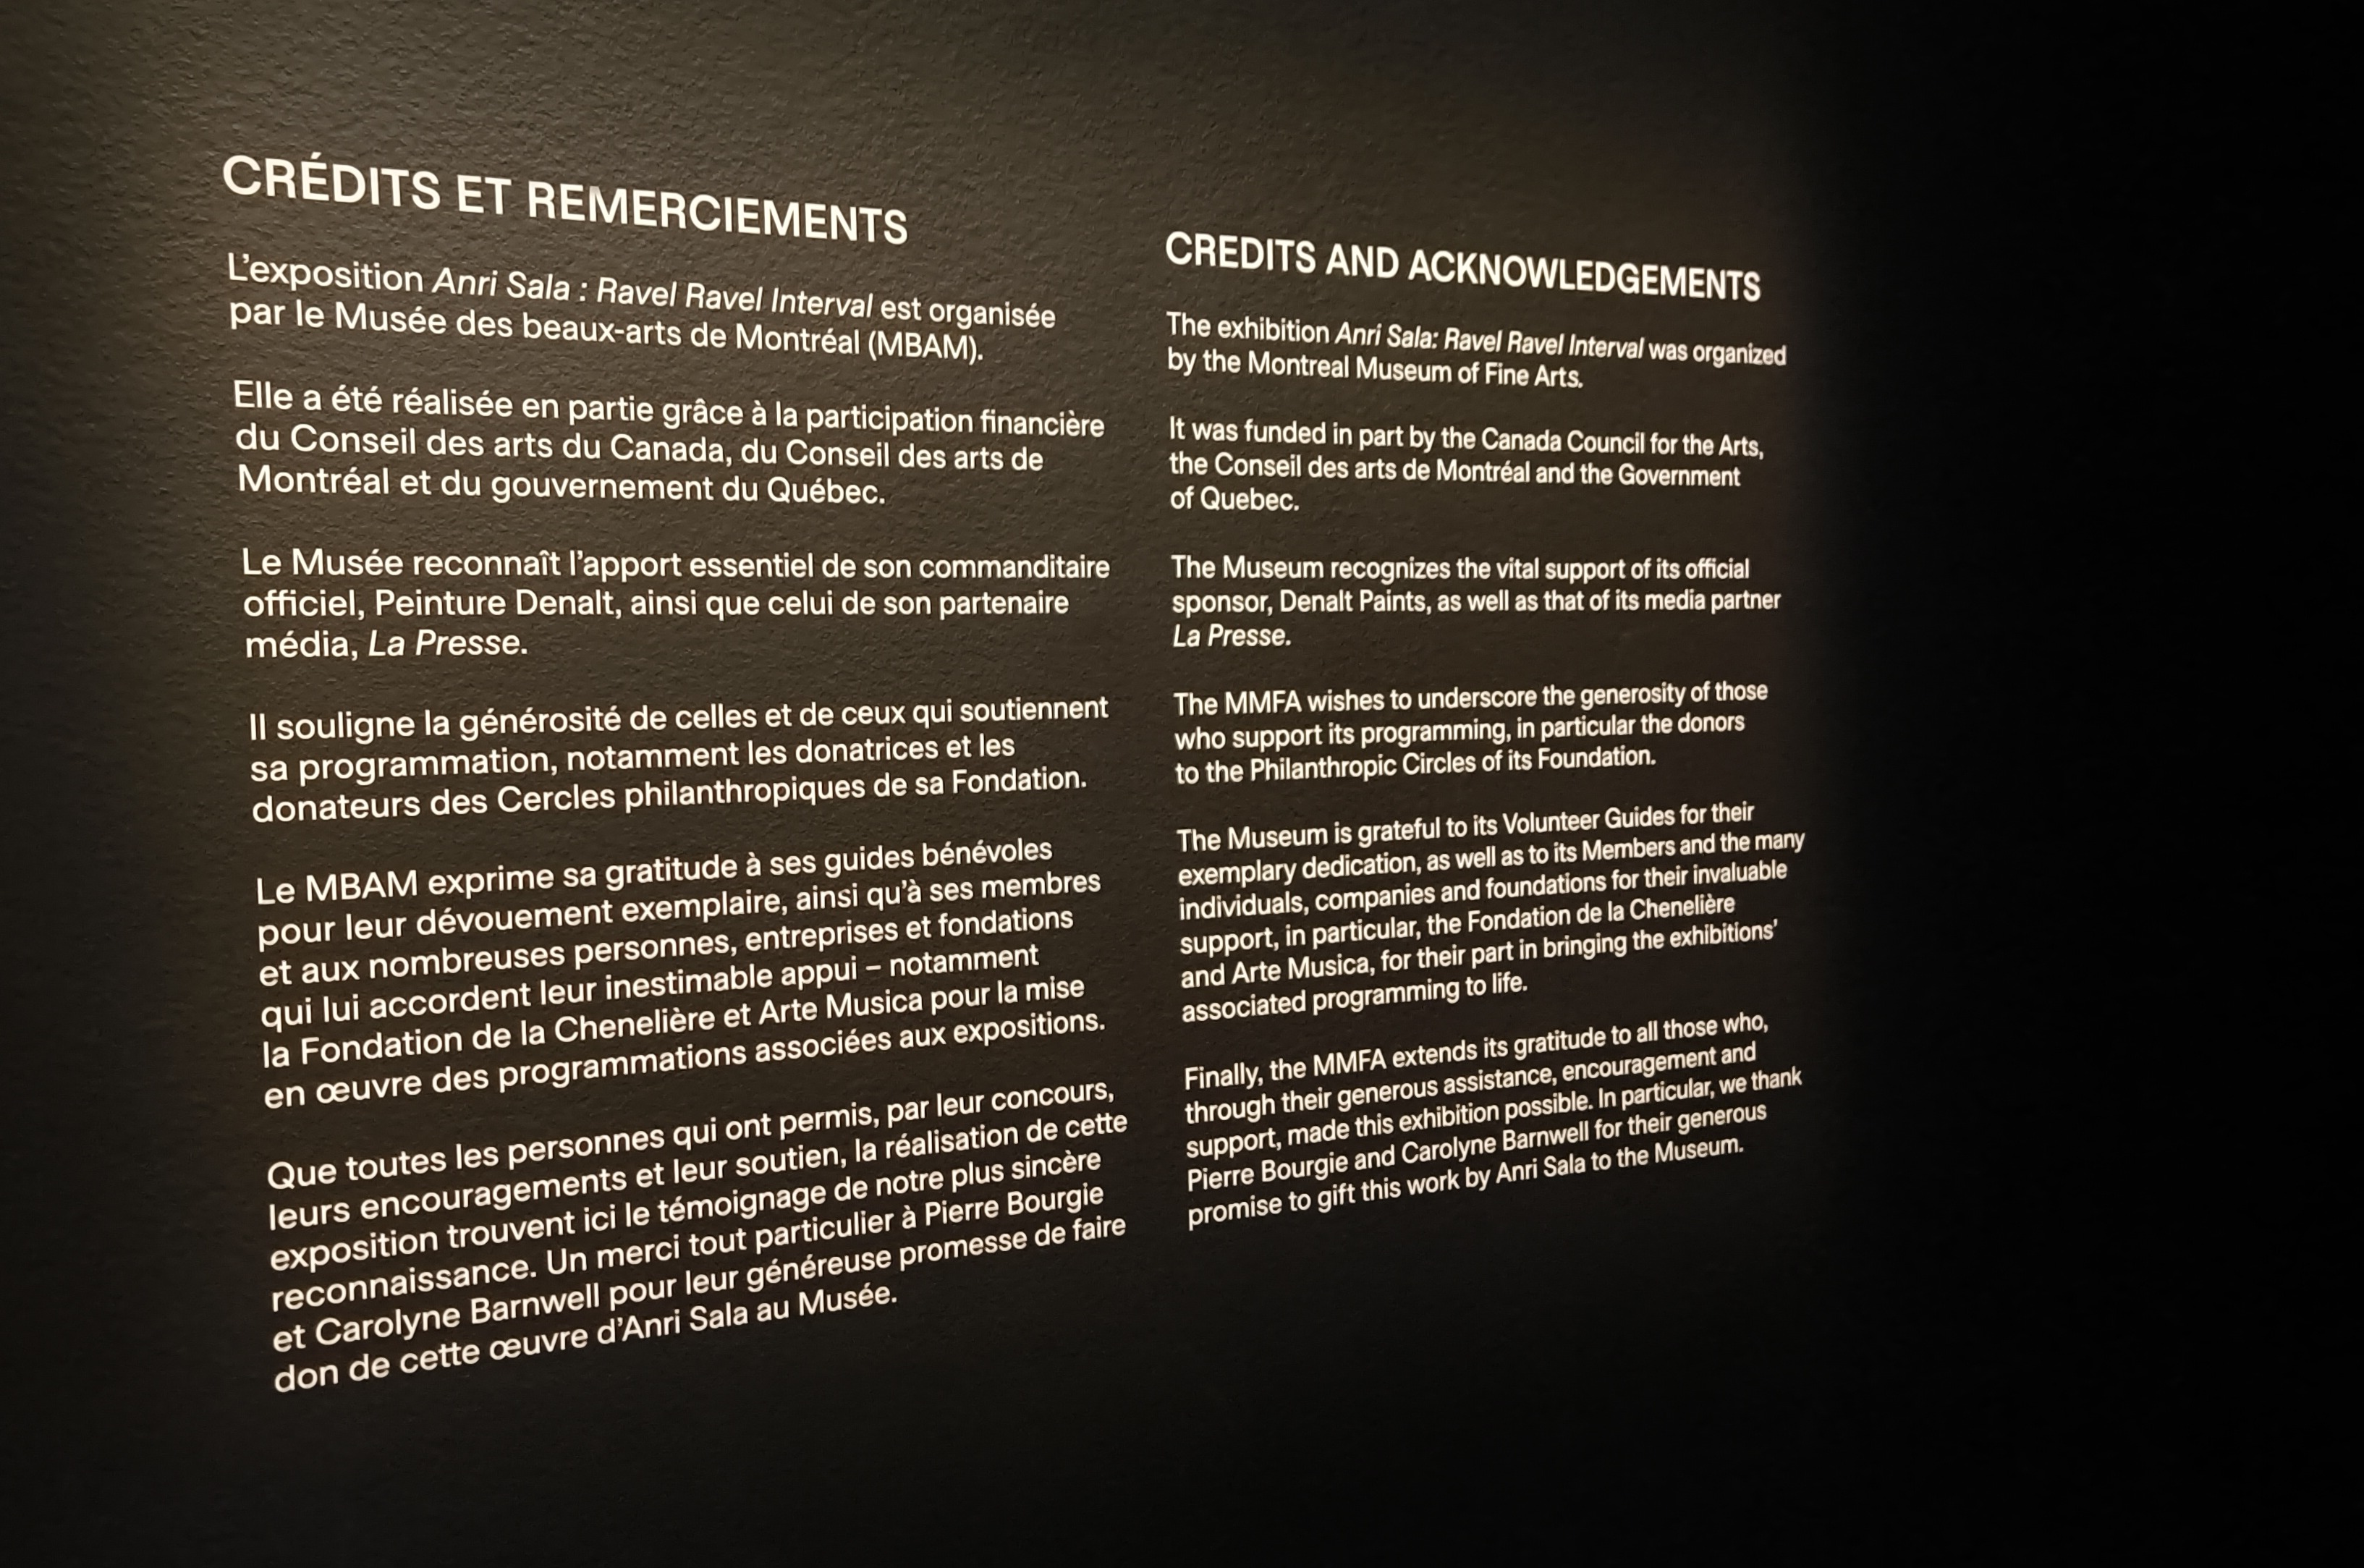 CRÉDITS ET REMERCIEMENTS
L’exposition Anri Sala : Ravel Ravel Interval est organisée
par le Musée des beaux-arts de Montréal (MBAM).
Elle a été réalisée en partie grâce à la participation financière
du Conseil des arts du Canada, du Conseil des arts de
Montréal et du gouvernement du Québec.
Le Musée reconnaît l’apport essentiel de son commanditaire
officiel, Peinture Denalt, ainsi que celui de son partenaire
média, La Presse.
Il souligne la générosité de celles et de ceux qui soutiennent
sa programmation, notamment les donatrices et les
donateurs des Cercles philanthropiques de sa Fondation.
Le MBAM exprime sa gratitude à ses guides bénévoles
pour leur dévouement exemplaire, ainsi qu’à ses membres
et aux nombreuses personnes, entreprises et fondations
qui lui accordent leur inestimable appui – notamment
la Fondation de la Chenelière et Arte Musica pour la mise
en œuvre des programmations associées aux expositions.
Que toutes les personnes qui ont permis, par leur concours,
leurs encouragements et leur soutien, la réalisation de cette
exposition trouvent ici le témoignage de notre plus sincère
reconnaissance. Un merci tout particulier à Pierre Bourgie
et Carolyne Barnwell pour leur généreuse promesse de faire
don de cette œuvre d’Anri Sala au Musée.
CREDITS AND ACKNOWLEDGEMENTS
The exhibition Anri Sala: Ravel Ravel Interval was organized
by the Montreal Museum of Fine Arts.
It was funded in part by the Canada Council for the Arts,
the Conseil des arts de Montréal and the Government
of Quebec.
The Museum recognizes the vital support of its official
sponsor, Denalt Paints, as well as that of its media partner
La Presse.
The MMFA wishes to underscore the generosity of those
who support its programming, in particular the donors
to the Philanthropic Circles of its Foundation.
The Museum is grateful to its Volunteer Guides for their
exemplary dedication, as well as to its Members and the many
individuals, companies and foundations for their invaluable
support, in particular, the Fondation de la Chenelière
and Arte Musica, for their part in bringing the exhibitions’
associated programming to life.
Finally, the MMFA extends its gratitude to all those who,
through their generous assistance, encouragement and
support, made this exhibition possible. In particular, we thank
Pierre Bourgie and Carolyne Barnwell for their generous
promise to gift this work by Anri Sala to the Museum.